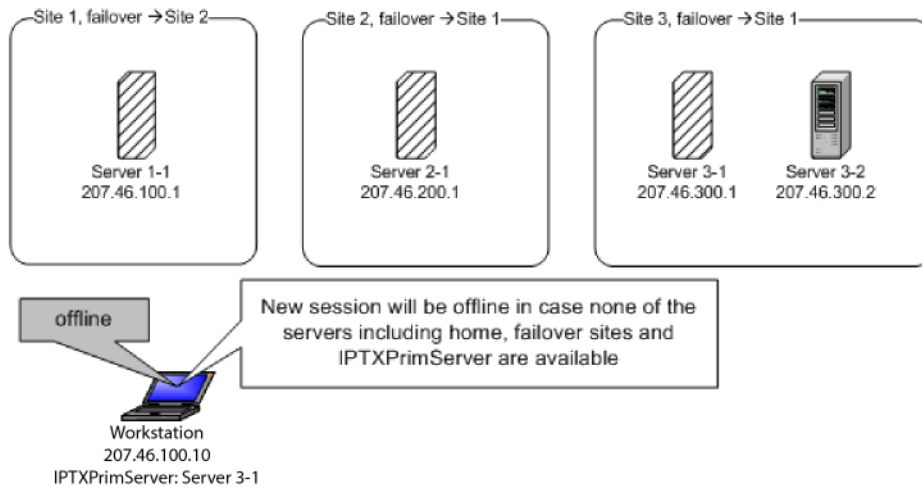 Site 1, failover → Site 2
Site 2, failover → Site 1
Site 3, failover → Site 1
Server 1-1
207.46.100.1
Server 2-1
207.46.200.1
Server 3-1
207.46.300.1
Server 3-2
207.46.300.2
offline
New session will be offline in case none of the
servers including home, failover sites and
IPTXPrimServer are available
Workstation
207.46.100.10
IPTXPrimServer: Server 3-1